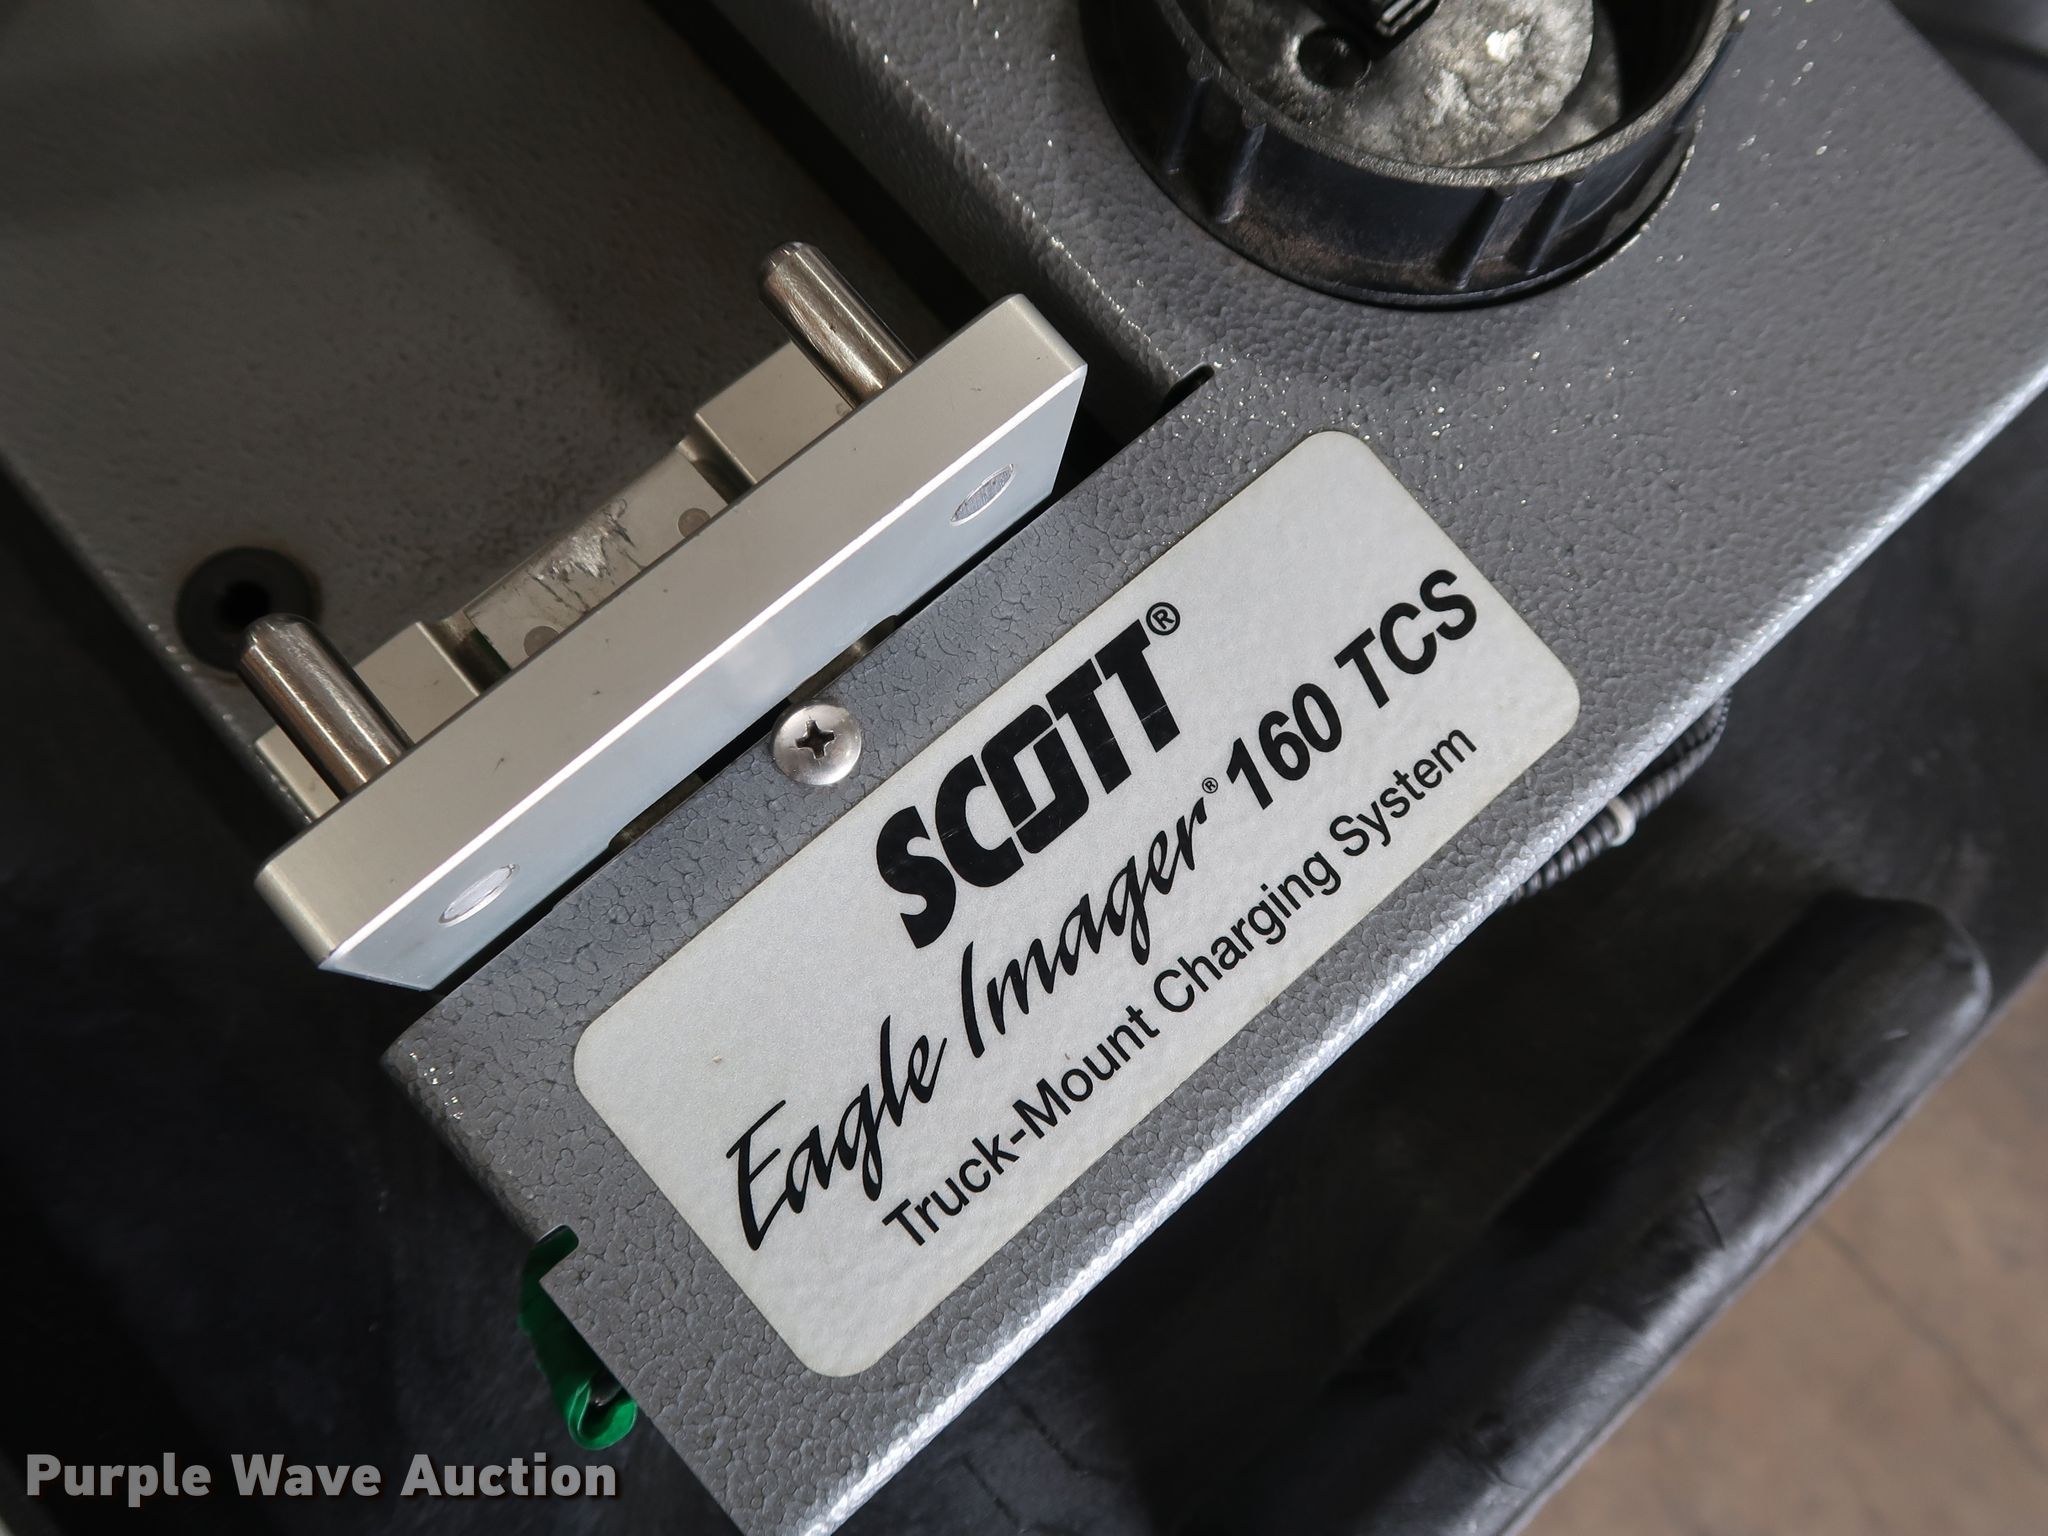 SCOTT®
Eagle Imager® 160 TCS
Truck-Mount Charging System
Purple Wave Auction